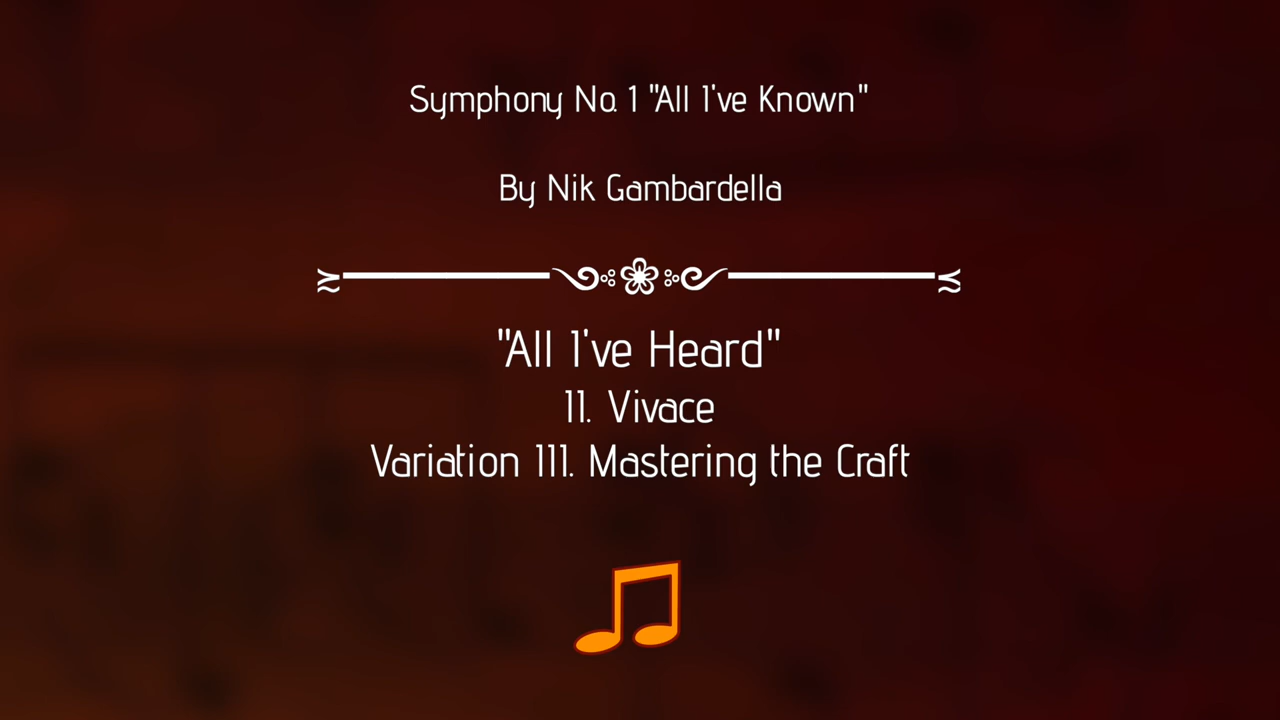 Symphony No. 1 "All I've Known"
By Nik Gambardella
"All I've Heard"
II. Vivace
Variation III. Mastering the Craft